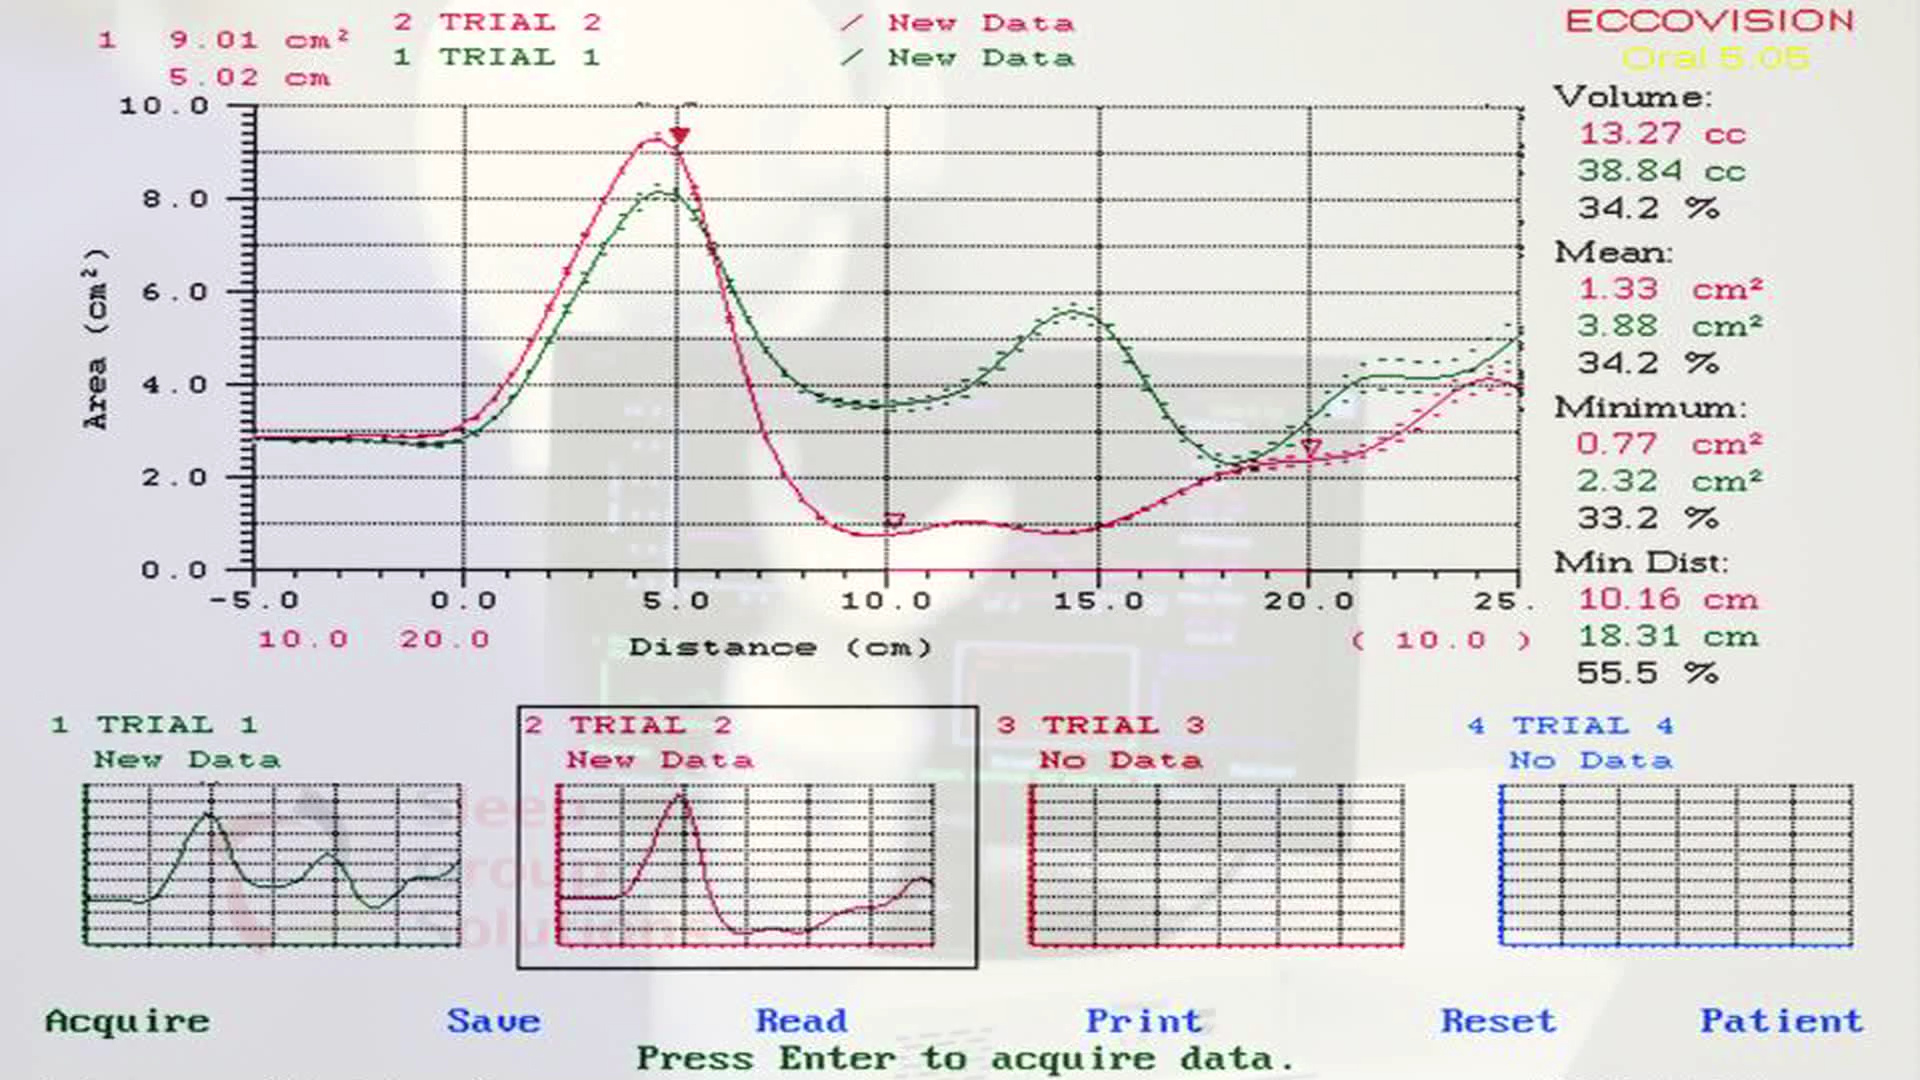 1 9.01 cm²
5.02 cm
2 TRIAL 2 / New Data
1 TRIAL 1 / New Data
ECCOVISION
Oral 5.05
10.0
8.0
6.0
4.0
2.0
0.0
Area (cm²)
-5.0 0.0 5.0 10.0 15.0 20.0 25.
10.0 20.0 Distance (cm) ( 10.0 )
Volume:
13.27 cc
38.84 cc
34.2 %
Mean:
1.33 cm²
3.88 cm²
34.2 %
Minimum:
0.77 cm²
2.32 cm²
33.2 %
Min Dist:
10.16 cm
18.31 cm
55.5 %
1 TRIAL 1
New Data
2 TRIAL 2
New Data
3 TRIAL 3
No Data
4 TRIAL 4
No Data
Sleep
Group
Solutions
Acquire Save Read Print Reset Patient
Press Enter to acquire data.